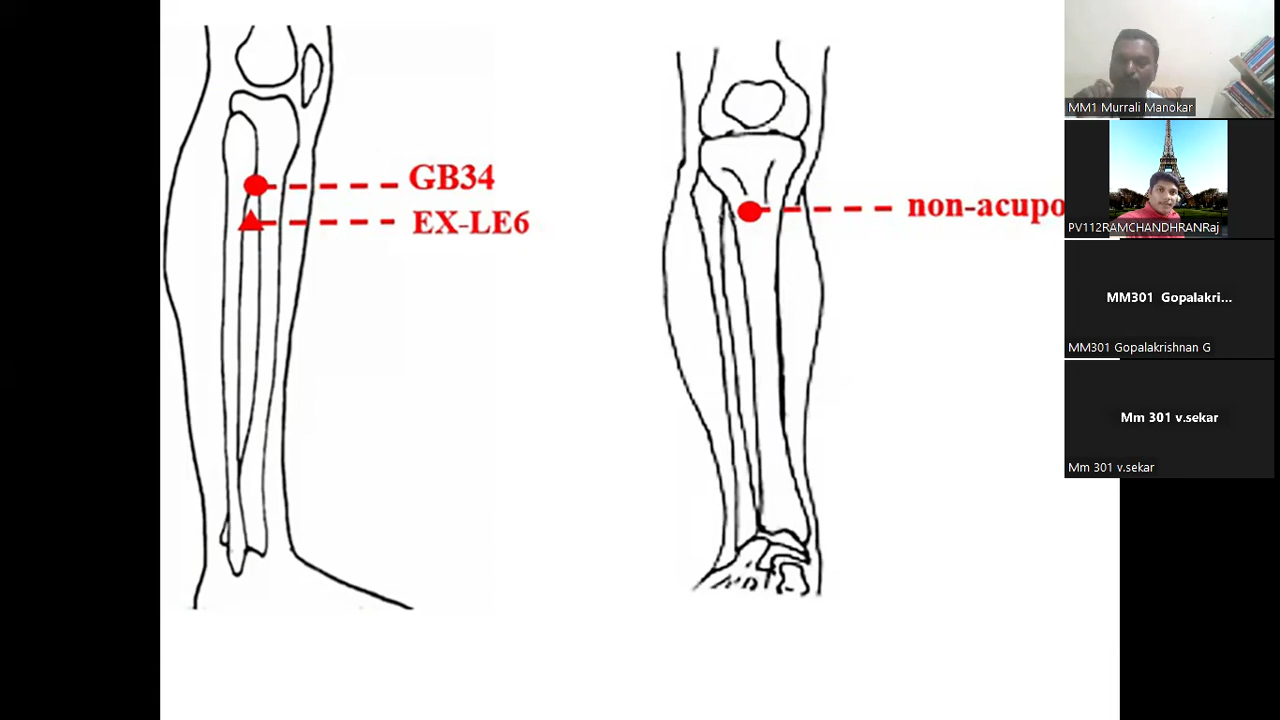 GB34
EX-LE6
non-acupo
MM1 Murrali Manokar
PV112RAMCHANDHRANRaj
MM301 Gopalakri...
MM301 Gopalakrishnan G
Mm 301 v.sekar
Mm 301 v.sekar